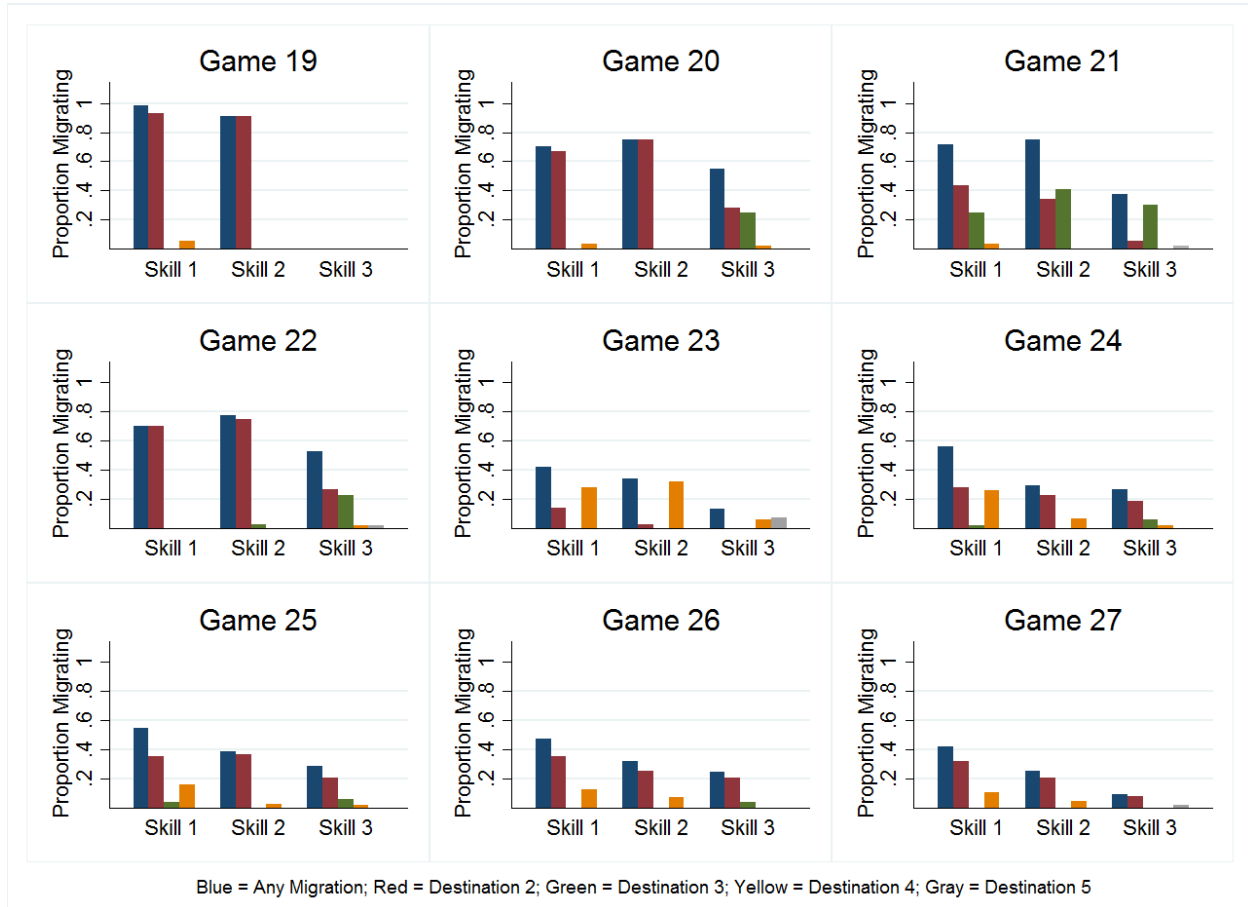 Game 19
Proportion Migrating
.2 .4 .6 .8 1
Skill 1 Skill 2 Skill 3
Game 20
Proportion Migrating
.2 .4 .6 .8 1
Skill 1 Skill 2 Skill 3
Game 21
Proportion Migrating
.2 .4 .6 .8 1
Skill 1 Skill 2 Skill 3
Game 22
Proportion Migrating
.2 .4 .6 .8 1
Skill 1 Skill 2 Skill 3
Game 23
Proportion Migrating
.2 .4 .6 .8 1
Skill 1 Skill 2 Skill 3
Game 24
Proportion Migrating
.2 .4 .6 .8 1
Skill 1 Skill 2 Skill 3
Game 25
Proportion Migrating
.2 .4 .6 .8 1
Skill 1 Skill 2 Skill 3
Game 26
Proportion Migrating
.2 .4 .6 .8 1
Skill 1 Skill 2 Skill 3
Game 27
Proportion Migrating
.2 .4 .6 .8 1
Skill 1 Skill 2 Skill 3
Blue = Any Migration; Red = Destination 2; Green = Destination 3; Yellow = Destination 4; Gray = Destination 5